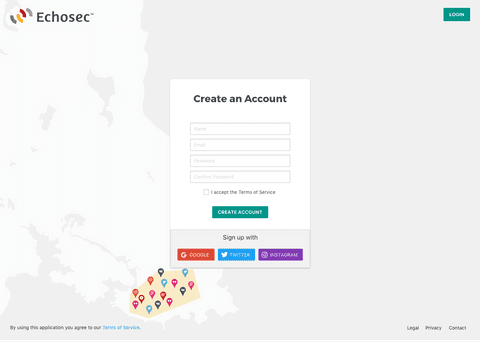 Echosec™
LOGIN
Create an Account
Name
Email
Password
Confirm Password
I accept the Terms of Service
CREATE ACCOUNT
Sign up with
GOOGLE
TWITTER
INSTAGRAM
By using this application you agree to our Terms of Service.
Legal Privacy Contact